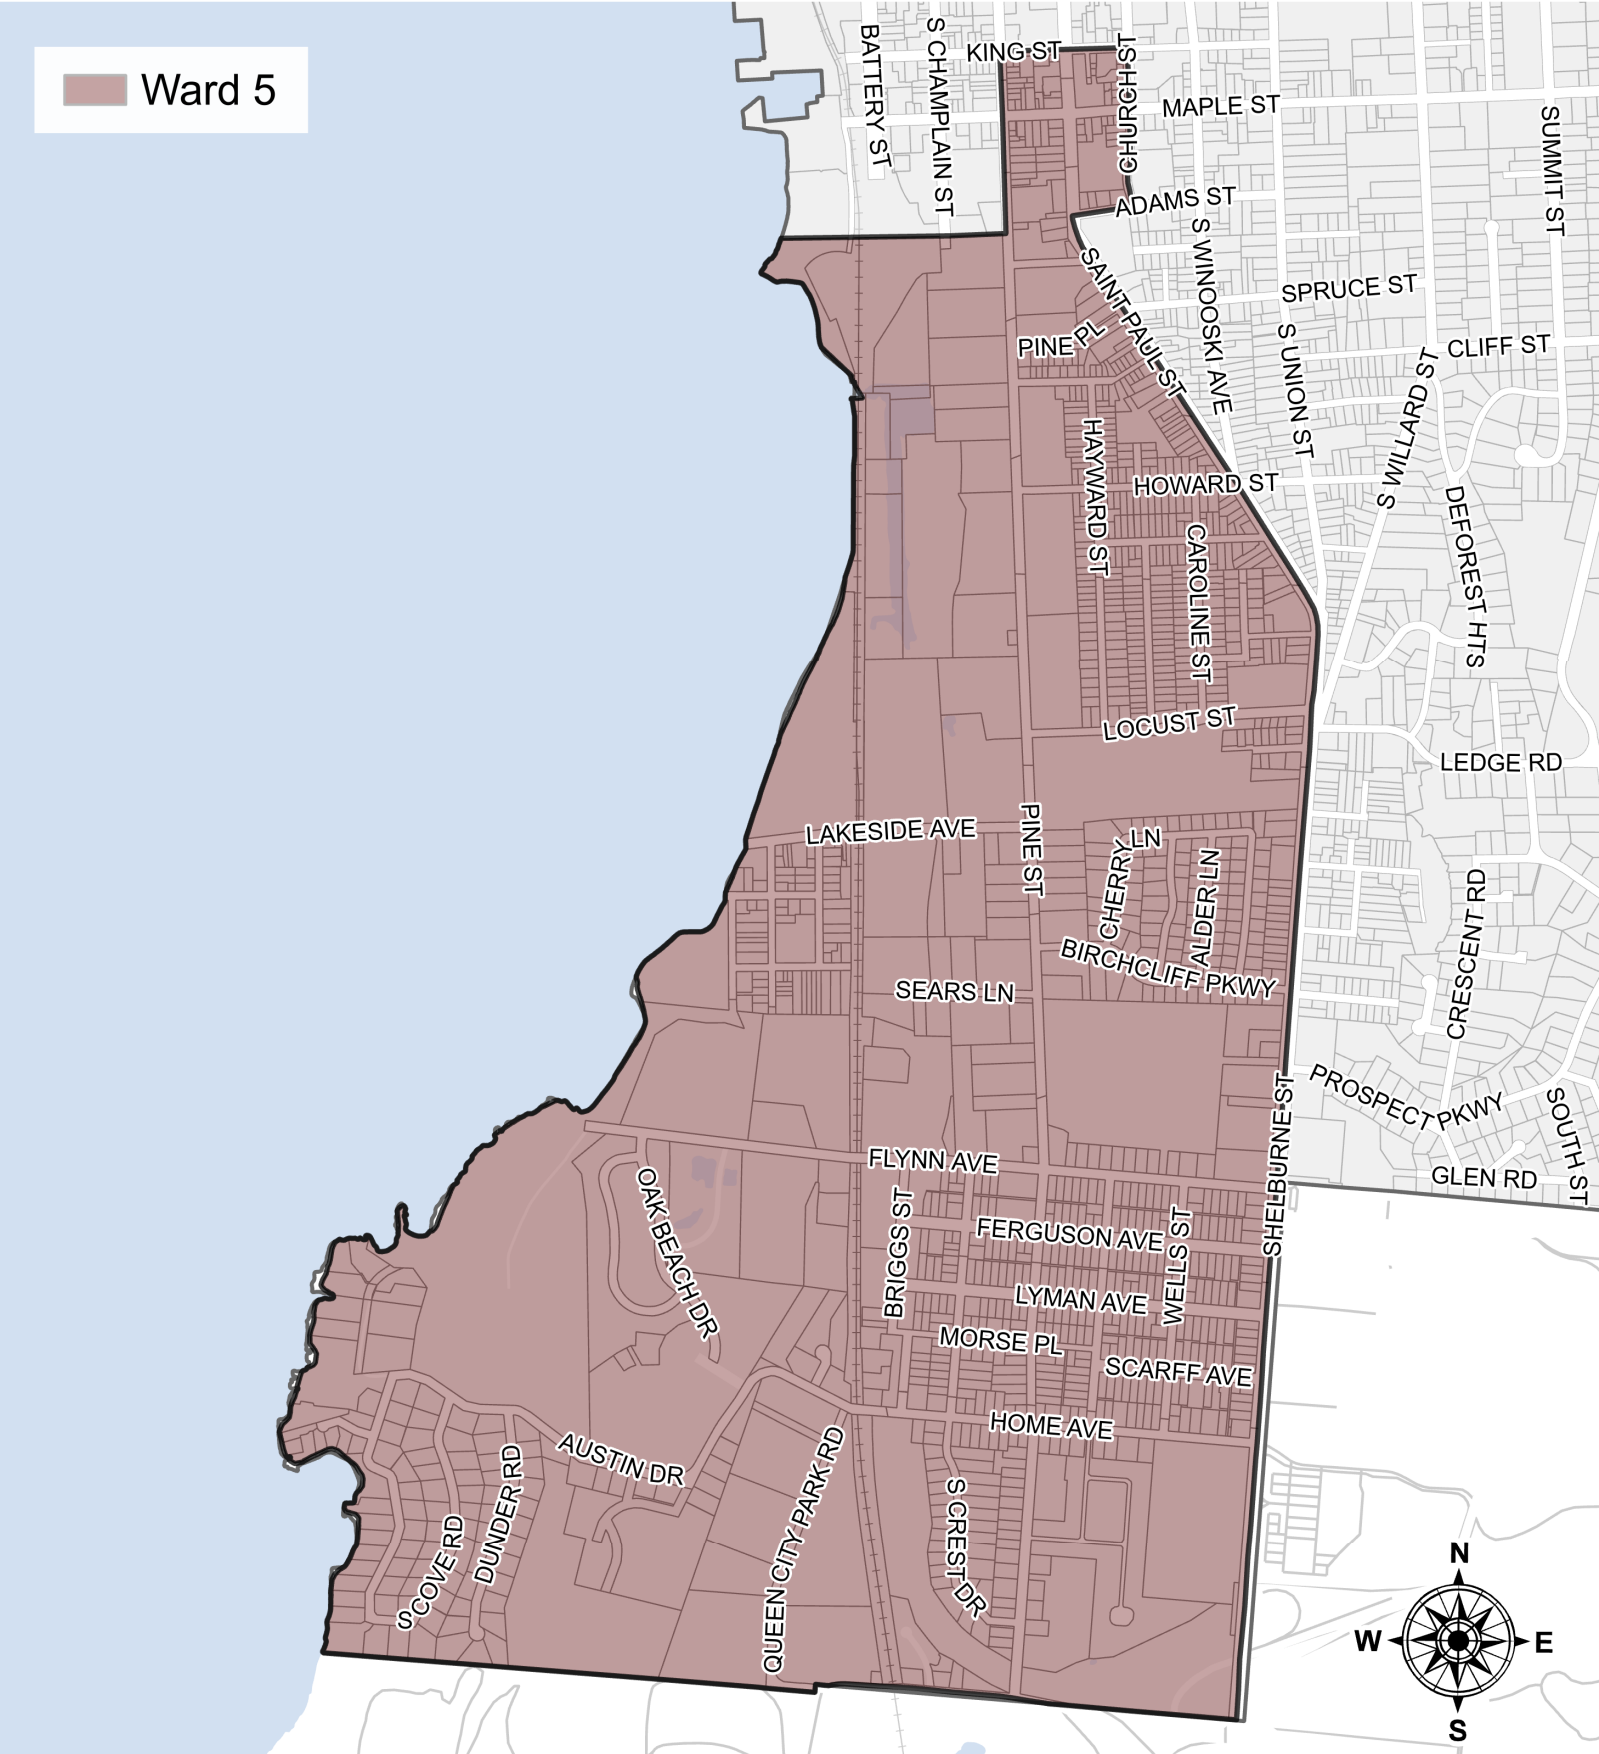 Ward 5
BATTERY ST
S CHAMPLAIN ST
KING ST
CHURCH ST
MAPLE ST
SUMMIT ST
ADAMS ST
S WINOOSKI AVE
SAINT PAUL ST
SPRUCE ST
PINE PL
S UNION ST
CLIFF ST
S WILLARD ST
HAYWARD ST
HOWARD ST
DEFOREST HTS
CAROLINE ST
LOCUST ST
LEDGE RD
LAKESIDE AVE
PINE ST
CHERRY LN
ALDER LN
CRESCENT RD
BIRCHCLIFF PKWY
SEARS LN
PROSPECT PKWY
SHELBURNE ST
SOUTH ST
FLYNN AVE
GLEN RD
OAK BEACH DR
BRIGGS ST
FERGUSON AVE
WELLS ST
LYMAN AVE
MORSE PL
SCARFF AVE
HOME AVE
AUSTIN DR
QUEEN CITY PARK RD
DUNDER RD
S COVE RD
S CREST DR
N
W
E
S